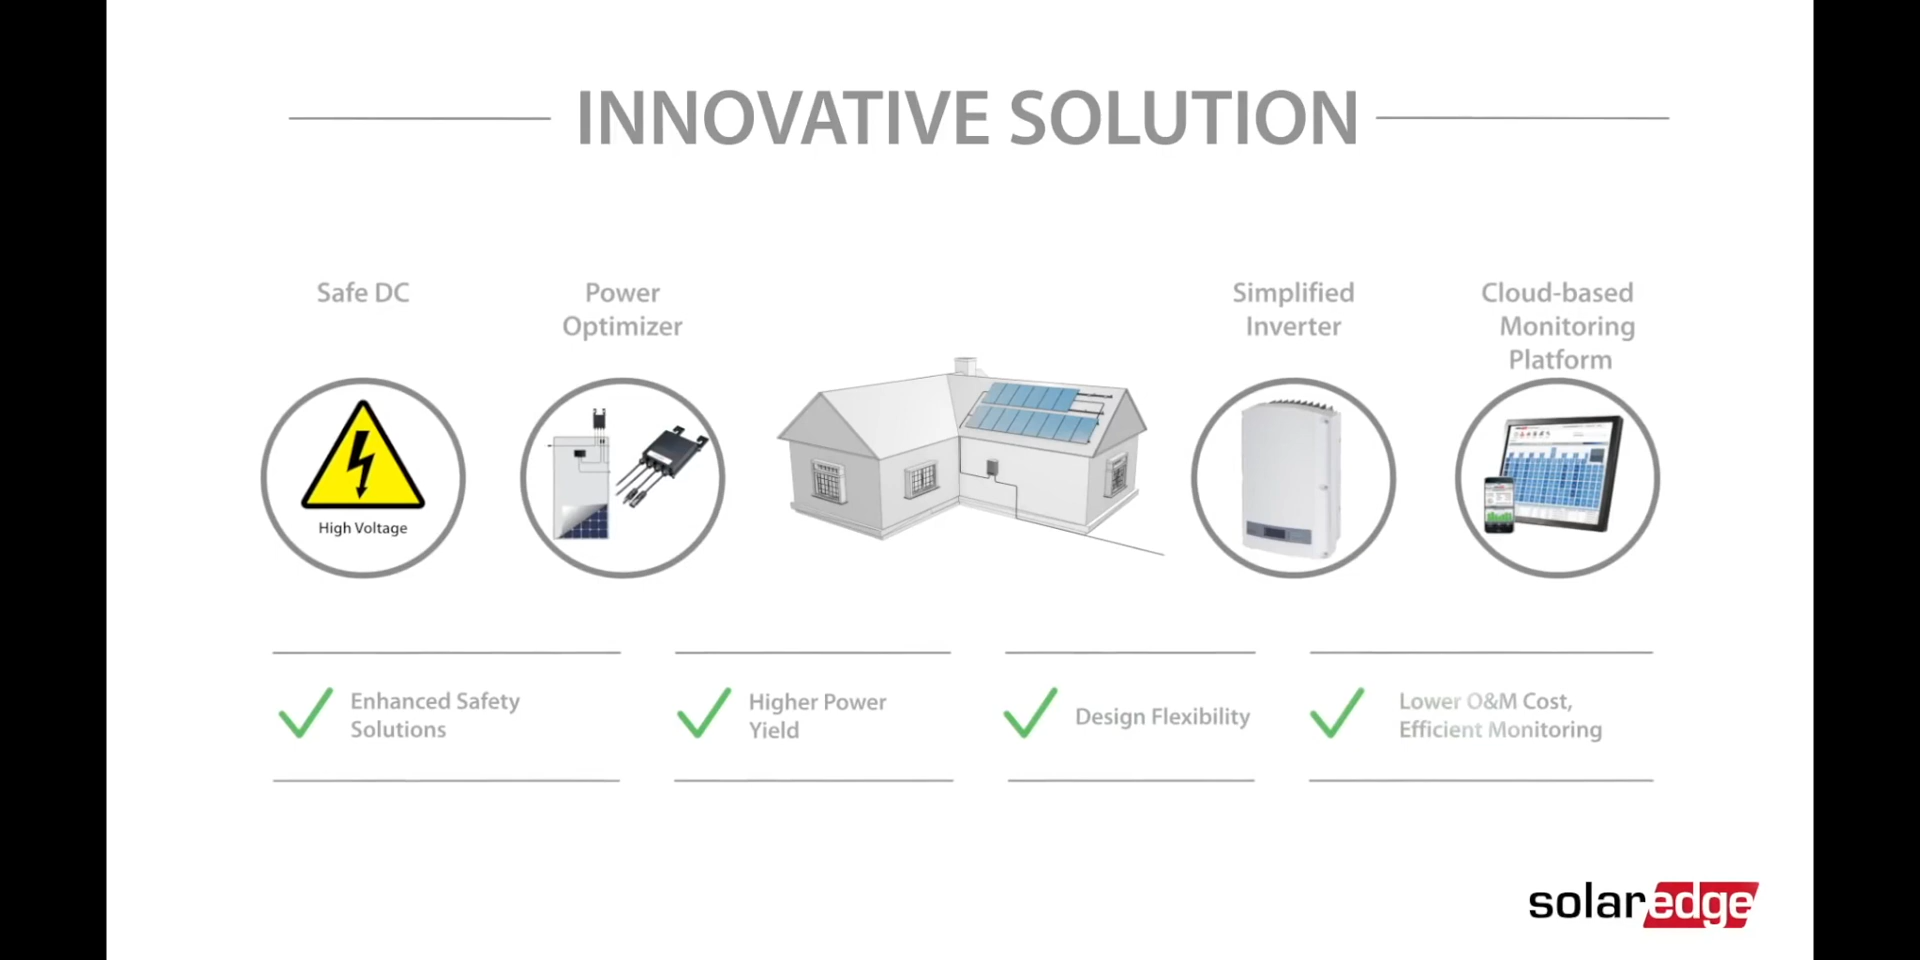 INNOVATIVE SOLUTION
Safe DC
Power
Optimizer
Simplified
Inverter
Cloud-based
Monitoring
Platform
High Voltage
Enhanced Safety
Solutions
Higher Power
Yield
Design Flexibility
Lower O&M Cost,
Efficient Monitoring
solaredge